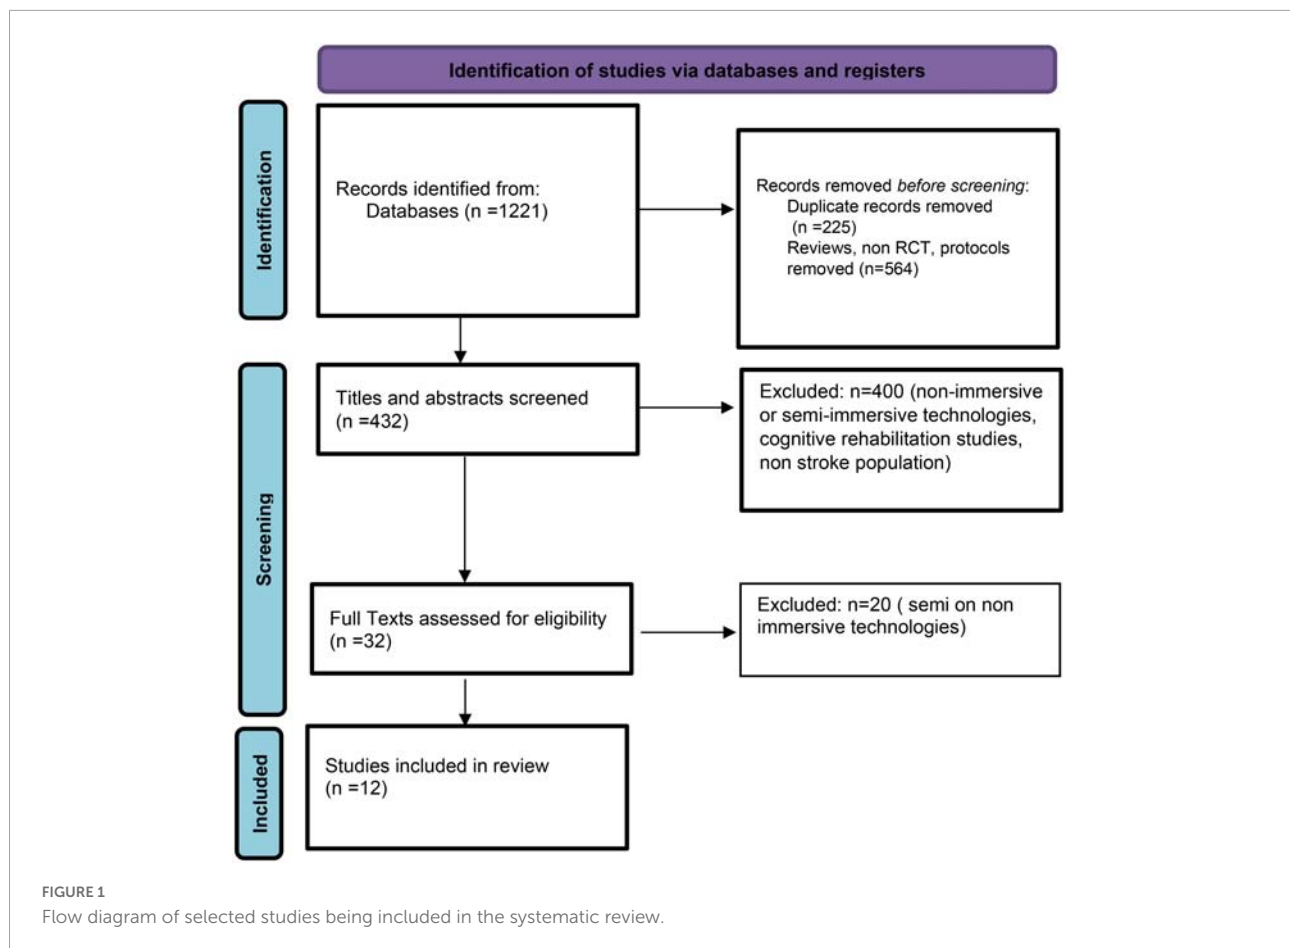 Identification of studies via databases and registers
Identification
Records identified from:
Databases (n =1221)
Records removed before screening:
Duplicate records removed
(n =225)
Reviews, non RCT, protocols
removed (n=564)
Screening
Titles and abstracts screened
(n =432)
Excluded: n=400 (non-immersive
or semi-immersive technologies,
cognitive rehabilitation studies,
non stroke population)
Full Texts assessed for eligibility
(n =32)
Excluded: n=20 ( semi on non
immersive technologies)
Included
Studies included in review
(n =12)
FIGURE 1
Flow diagram of selected studies being included in the systematic review.